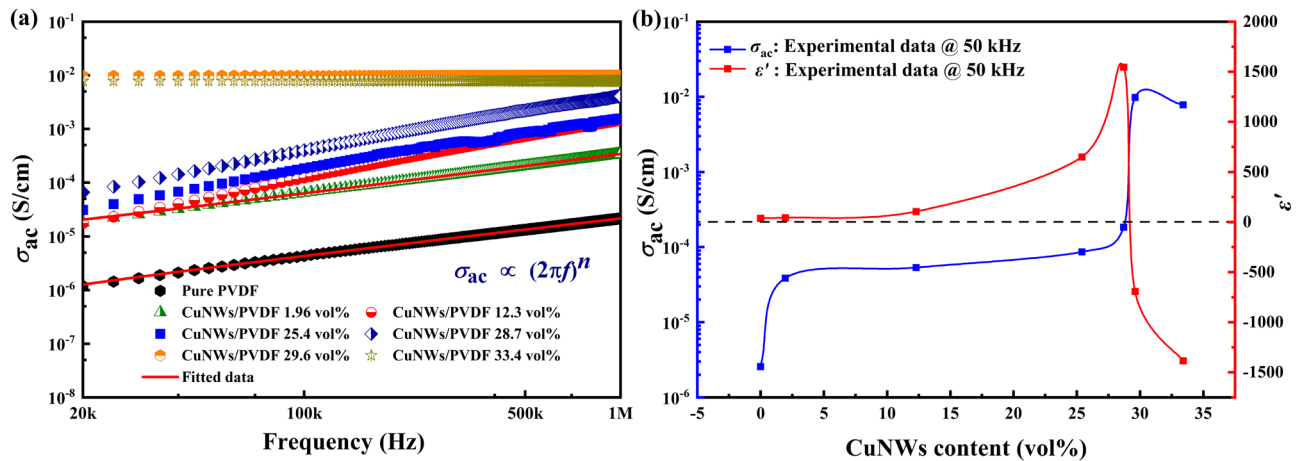 (a)
10⁻¹
10⁻²
10⁻³
10⁻⁴
10⁻⁵
10⁻⁶
10⁻⁷
10⁻⁸
σac (S/cm)
σac ∝ (2πf)ⁿ
Pure PVDF
CuNWs/PVDF 1.96 vol% CuNWs/PVDF 12.3 vol%
CuNWs/PVDF 25.4 vol% CuNWs/PVDF 28.7 vol%
CuNWs/PVDF 29.6 vol% CuNWs/PVDF 33.4 vol%
Fitted data
20k 100k 500k 1M
Frequency (Hz)
(b)
10⁻¹
10⁻²
10⁻³
10⁻⁴
10⁻⁵
10⁻⁶
σac (S/cm)
σac: Experimental data @ 50 kHz
ε′ : Experimental data @ 50 kHz
2000
1500
1000
500
0
-500
-1000
-1500
ε′
-5 0 5 10 15 20 25 30 35
CuNWs content (vol%)